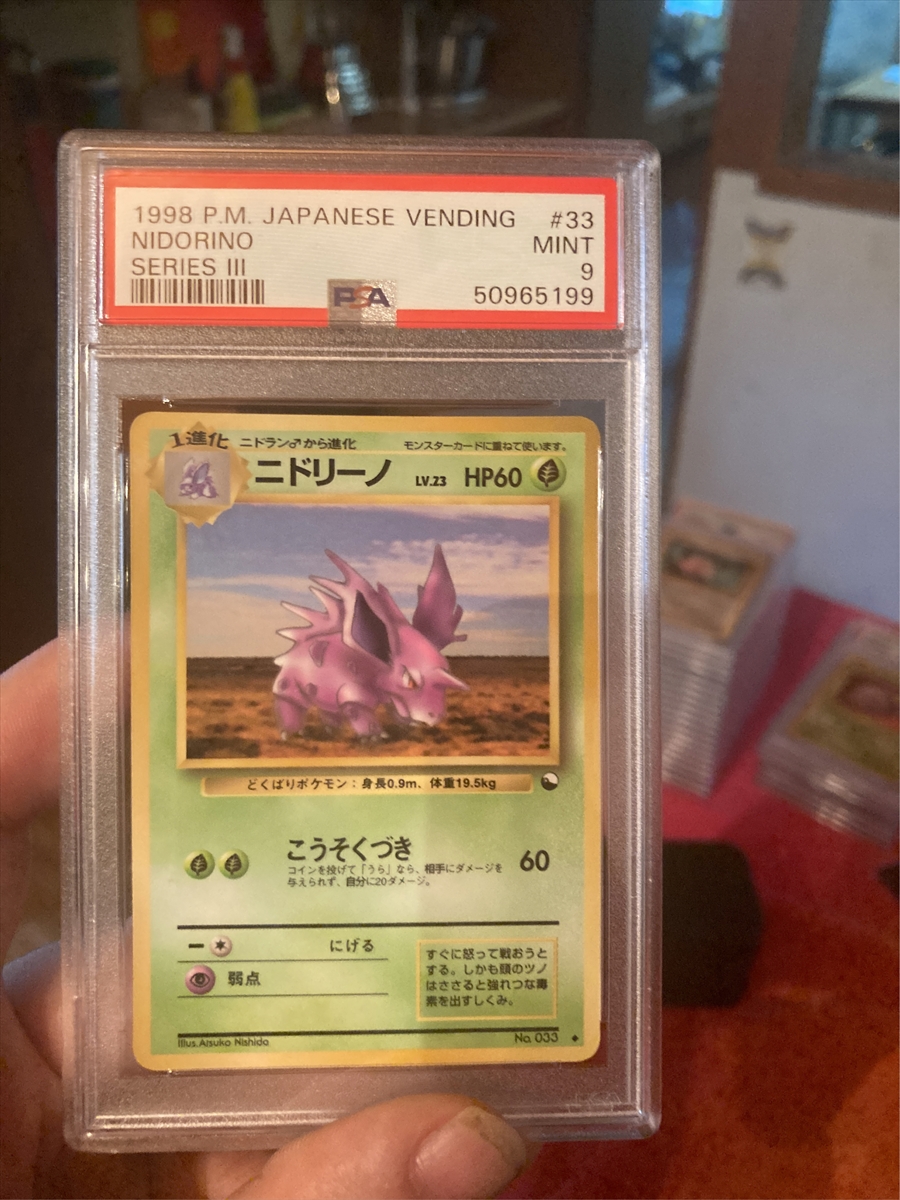 1998 P.M. JAPANESE VENDING #33
NIDORINO MINT
SERIES III 9
PSA 50965199
1進化 ニドラン♂から進化 モンスターカードに重ねて使います。
ニドリーノ LV.23 HP60
どくばりポケモン：身長0.9m、体重19.5kg
こうそくづき 60
コインを投げて「うら」なら、相手にダメージを
与えられず、自分に20ダメージ。
ー にげる
弱点
すぐに怒って戦おうと
する。しかも頭のツノ
はささると強れつな毒
素を出すしくみ。
Illus.Atsuko Nishida No.033